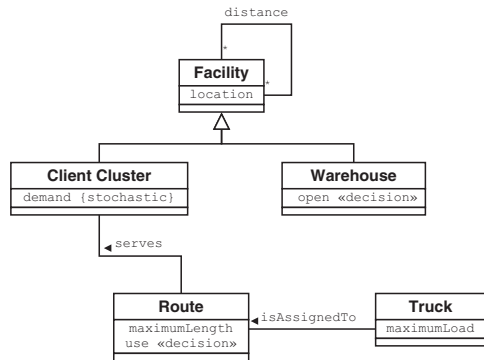 distance
*
Facility
*
location
Client Cluster
demand {stochastic}
Warehouse
open «decision»
serves
Route
maximumLength
use «decision»
isAssignedTo
Truck
maximumLoad